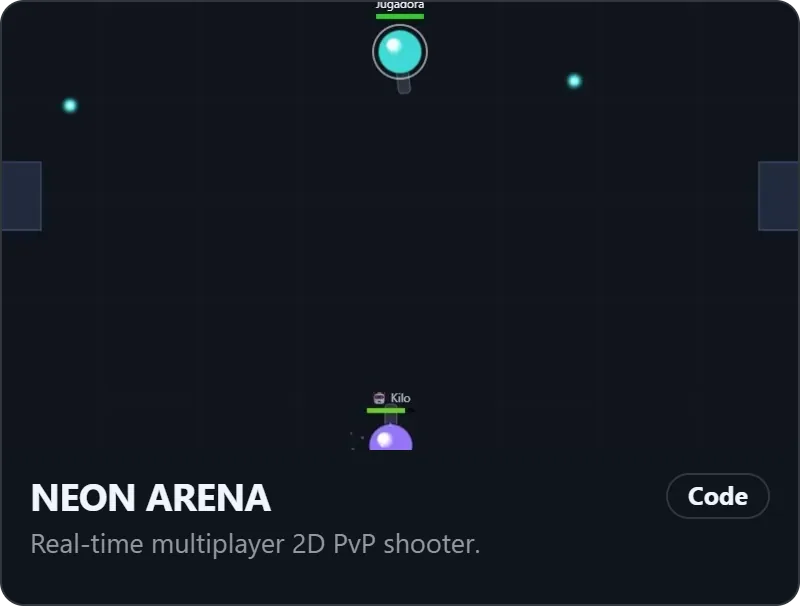 Jugadora
Kilo
NEON ARENA
Code
Real-time multiplayer 2D PvP shooter.